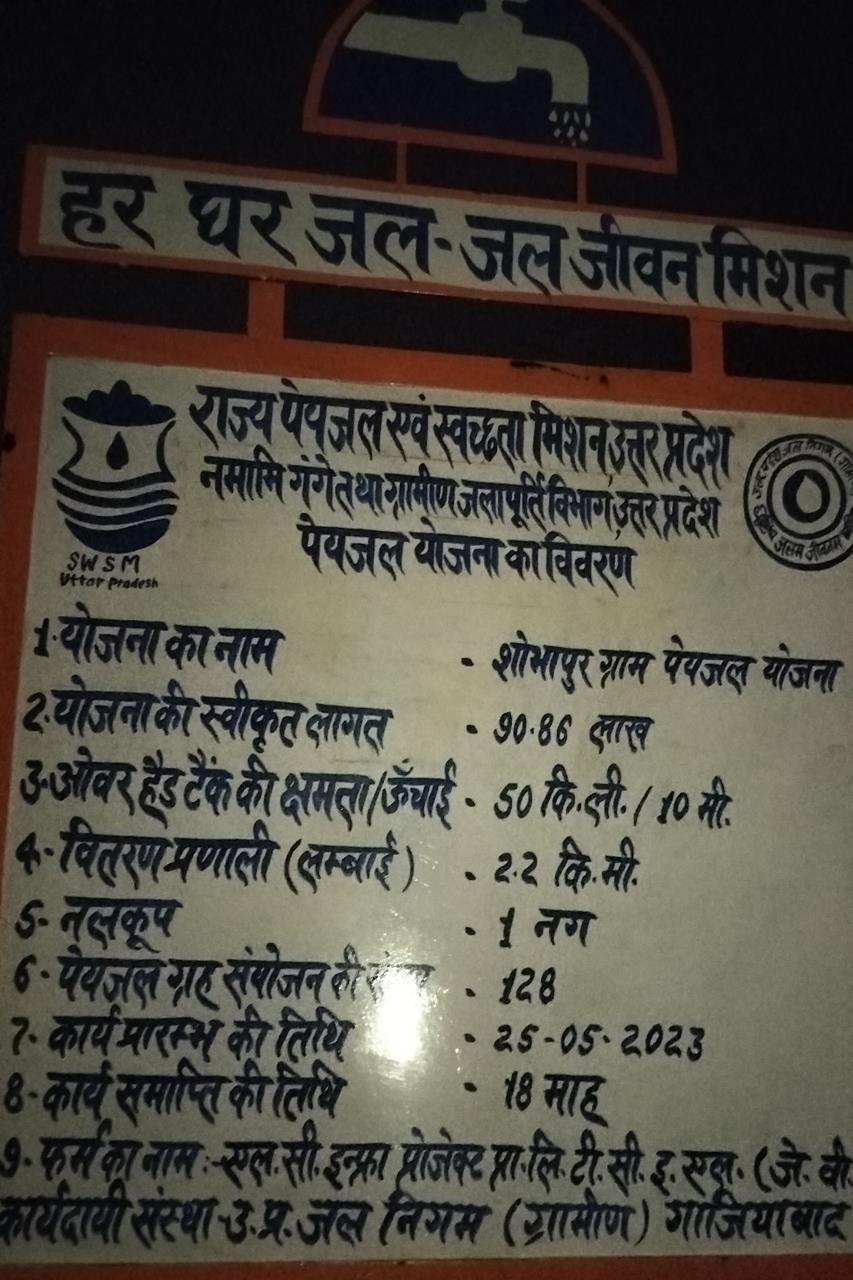 हर घर जल-जल जीवन मिशन
राज्य पेयजल एवं स्वच्छता मिशन, उत्तर प्रदेश
नमामि गंगे तथा ग्रामीण जलापूर्ति विभाग, उत्तर प्रदेश
पेयजल योजना का विवरण
SWSM
Uttar Pradesh
1. योजना का नाम - शोभापुर ग्राम पेयजल योजना
2. योजना की स्वीकृत लागत - 90.86 लाख
3- ओवर हैड टैंक की क्षमता/ऊँचाई - 50 कि.ली. / 10 मी.
4- वितरण प्रणाली (लम्बाई) - 2.2 कि.मी.
5- नलकूप - 1 नग
6- पेयजल ग्रह संयोजन की - 128
7- कार्य प्रारम्भ की तिथि - 25-05-2023
8- कार्य समाप्ति की तिथि - 18 माह
9- फर्म का नाम :- एल.सी. इन्फ्रा प्रोजेक्ट प्रा.लि. टी.सी.इ.एल. (जे. वी.
कार्यदायी संस्था - उ.प्र. जल निगम (ग्रामीण) गाजियाबाद